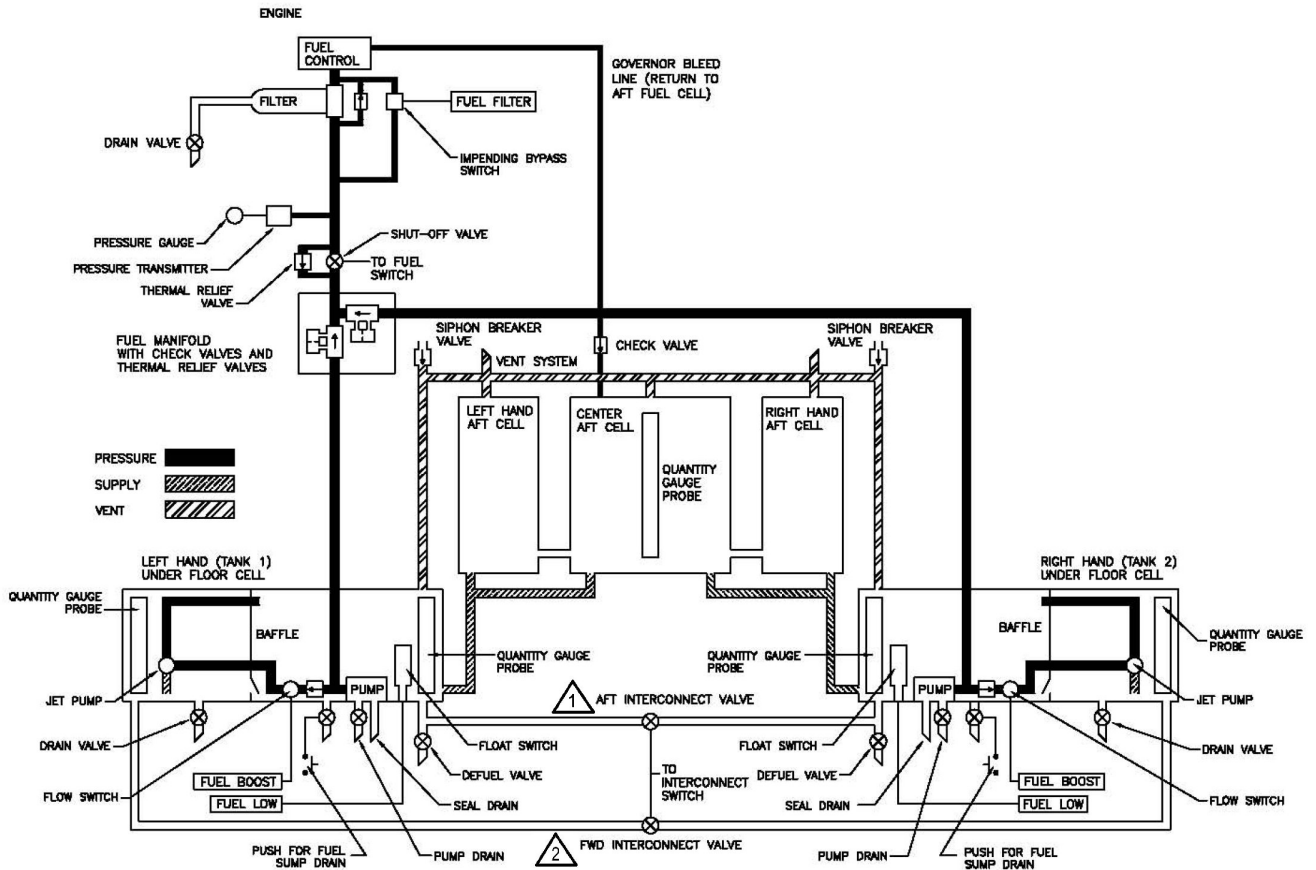 ENGINE
FUEL
CONTROL
GOVERNOR BLEED
LINE (RETURN TO
AFT FUEL CELL)
FILTER
FUEL FILTER
DRAIN VALVE
IMPENDING BYPASS
SWITCH
SHUT-OFF VALVE
PRESSURE GAUGE
TO FUEL
SWITCH
PRESSURE TRANSMITTER
THERMAL RELIEF
VALVE
FUEL MANIFOLD
WITH CHECK VALVES AND
THERMAL RELIEF VALVES
SIPHON BREAKER
VALVE
VENT SYSTEM
CHECK VALVE
SIPHON BREAKER
VALVE
LEFT HAND
AFT CELL
CENTER
AFT CELL
RIGHT HAND
AFT CELL
QUANTITY
GAUGE
PROBE
PRESSURE
SUPPLY
VENT
LEFT HAND (TANK 1)
UNDER FLOOR CELL
RIGHT HAND (TANK 2)
UNDER FLOOR CELL
QUANTITY GAUGE
PROBE
BAFFLE
QUANTITY GAUGE
PROBE
QUANTITY GAUGE
PROBE
BAFFLE
QUANTITY GAUGE
PROBE
JET PUMP
PUMP
1
AFT INTERCONNECT VALVE
PUMP
JET PUMP
DRAIN VALVE
FLOAT SWITCH
FLOAT SWITCH
DRAIN VALVE
DEFUEL VALVE
TO
INTERCONNECT
SWITCH
DEFUEL VALVE
FUEL BOOST
FUEL BOOST
FLOW SWITCH
FUEL LOW
SEAL DRAIN
SEAL DRAIN
FUEL LOW
FLOW SWITCH
PUSH FOR FUEL
SUMP DRAIN
PUMP DRAIN
2
FWD INTERCONNECT VALVE
PUMP DRAIN
PUSH FOR FUEL
SUMP DRAIN